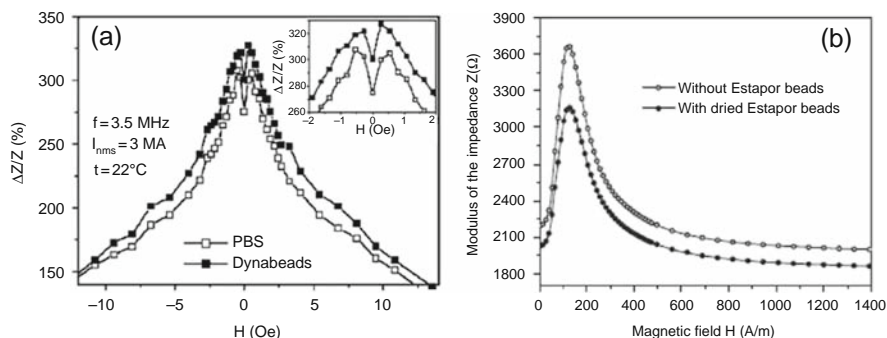 (a)
ΔZ/Z (%)
350
300
250
200
150
f = 3.5 MHz
I_nms = 3 MA
t = 22°C
PBS
Dynabeads
−10
−5
0
5
10
H (Oe)
ΔZ/Z (%)
320
300
280
260
−2
−1
0
1
2
H (Oe)
(b)
Modulus of the impedance Z(Ω)
3900
3600
3300
3000
2700
2400
2100
1800
Without Estapor beads
With dried Estapor beads
0
200
400
600
800
1000
1200
1400
Magnetic field H (A/m)